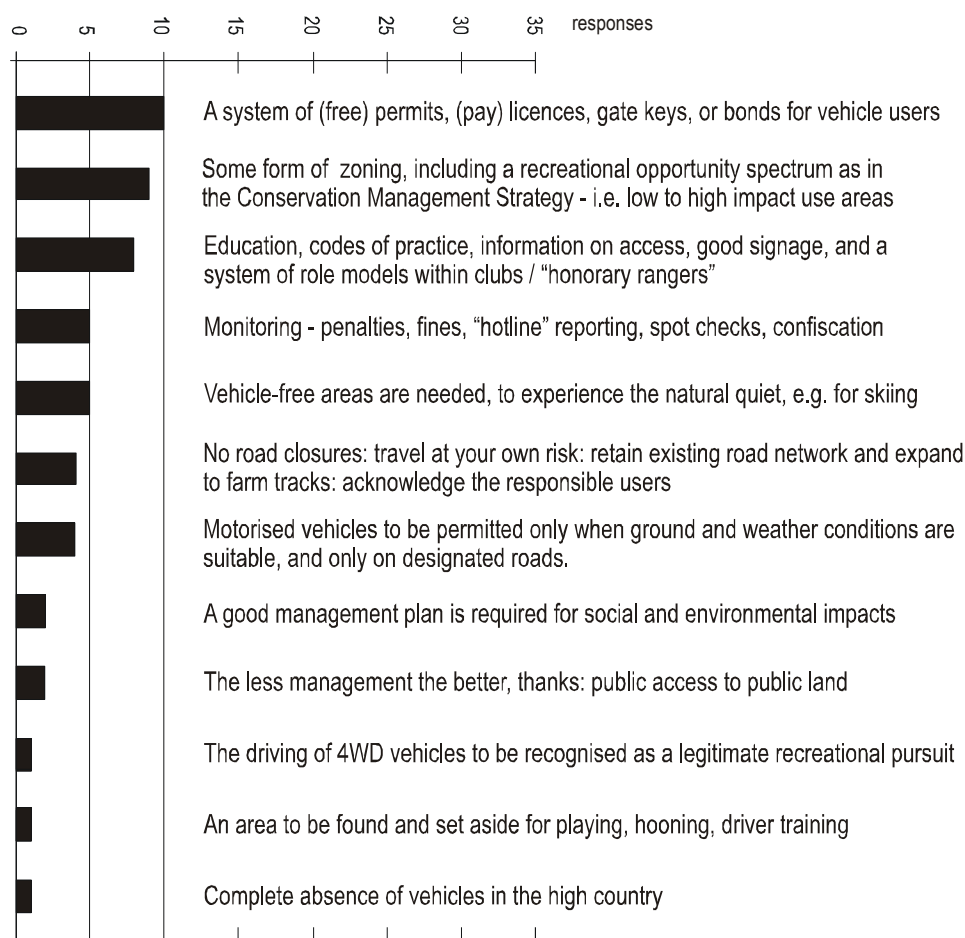 0 5 10 15 20 25 30 35 responses
A system of (free) permits, (pay) licences, gate keys, or bonds for vehicle users
Some form of zoning, including a recreational opportunity spectrum as in
the Conservation Management Strategy - i.e. low to high impact use areas
Education, codes of practice, information on access, good signage, and a
system of role models within clubs / “honorary rangers”
Monitoring - penalties, fines, “hotline” reporting, spot checks, confiscation
Vehicle-free areas are needed, to experience the natural quiet, e.g. for skiing
No road closures: travel at your own risk: retain existing road network and expand
to farm tracks: acknowledge the responsible users
Motorised vehicles to be permitted only when ground and weather conditions are
suitable, and only on designated roads.
A good management plan is required for social and environmental impacts
The less management the better, thanks: public access to public land
The driving of 4WD vehicles to be recognised as a legitimate recreational pursuit
An area to be found and set aside for playing, hooning, driver training
Complete absence of vehicles in the high country